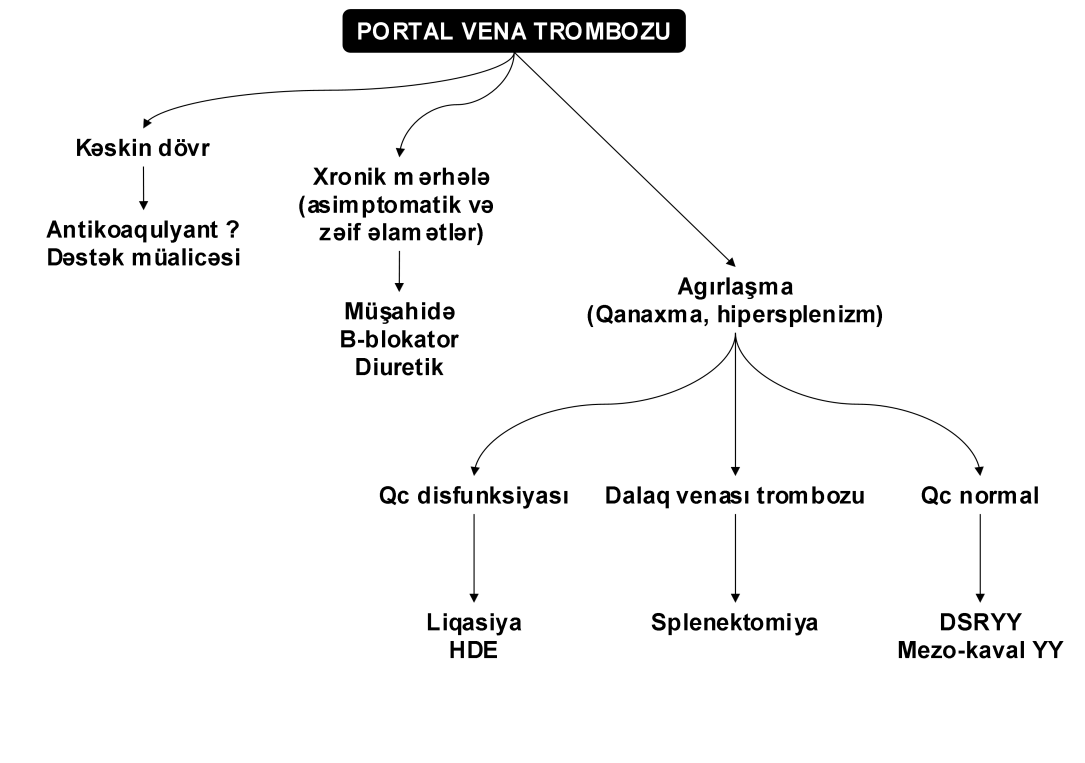 PORTAL VENA TROMBOZU
Kəskin dövr
Antikoaqulyant ?
Dəstək müalicəsi
Xronik mərhələ
(asimptomatik və
zəif əlamətlər)
Müşahidə
B-blokator
Diuretik
Agırlaşma
(Qanaxma, hipersplenizm)
Qc disfunksiyası
Liqasiya
HDE
Dalaq venası trombozu
Splenektomiya
Qc normal
DSRYY
Mezo-kaval YY